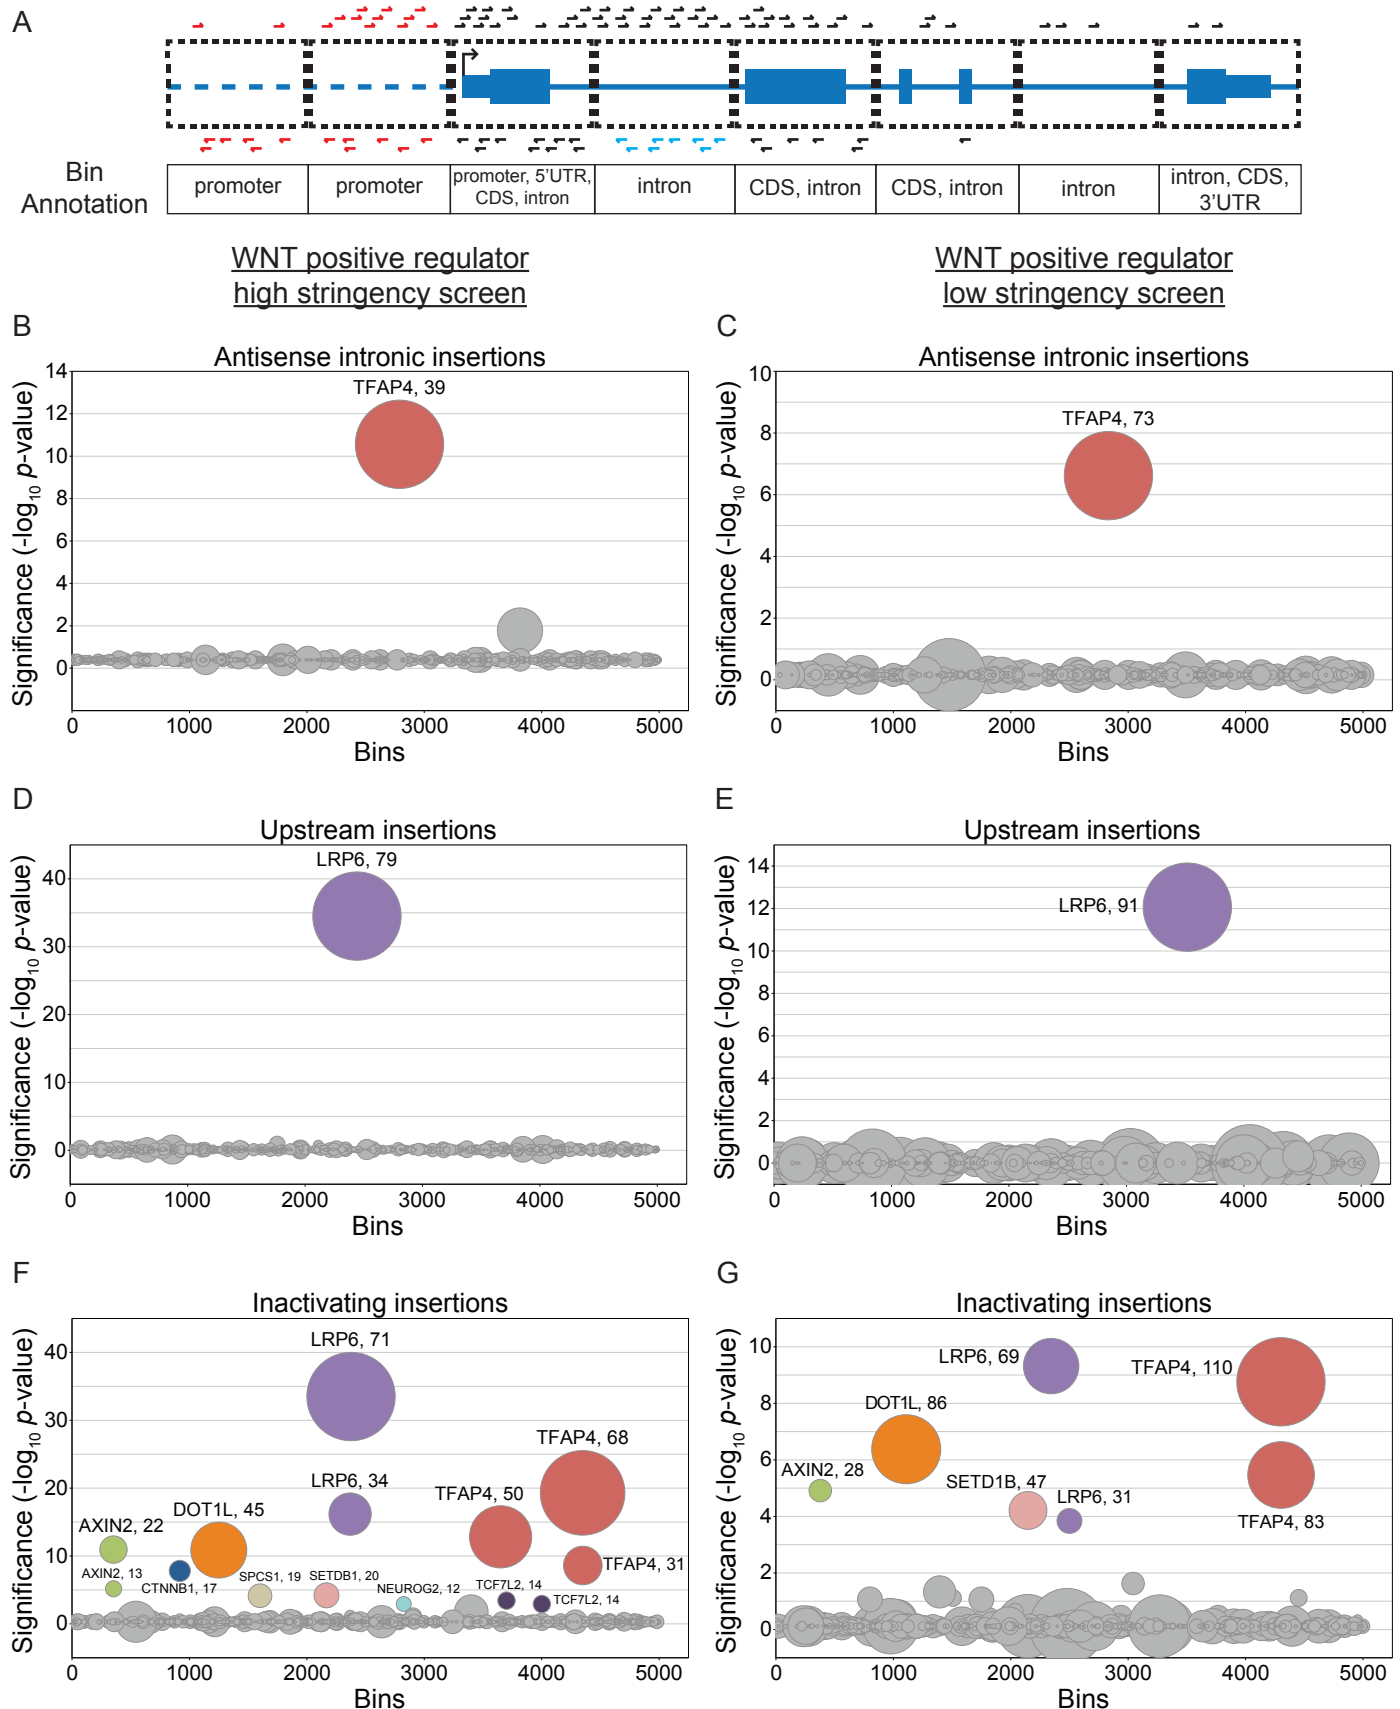 A
Bin
Annotation
promoter
promoter
promoter, 5'UTR,
CDS, intron
intron
CDS, intron
CDS, intron
intron
intron, CDS,
3'UTR
WNT positive regulator
high stringency screen
WNT positive regulator
low stringency screen
B
Antisense intronic insertions
Significance (-log10 p-value)
14
12
10
8
6
4
2
0
TFAP4, 39
0 1000 2000 3000 4000 5000
Bins
C
Antisense intronic insertions
Significance (-log10 p-value)
10
8
6
4
2
0
TFAP4, 73
0 1000 2000 3000 4000 5000
Bins
D
Upstream insertions
Significance (-log10 p-value)
40
30
20
10
0
LRP6, 79
0 1000 2000 3000 4000 5000
Bins
E
Upstream insertions
Significance (-log10 p-value)
14
12
10
8
6
4
2
0
LRP6, 91
0 1000 2000 3000 4000 5000
Bins
F
Inactivating insertions
Significance (-log10 p-value)
40
30
20
10
0
LRP6, 71
TFAP4, 68
LRP6, 34
TFAP4, 50
DOT1L, 45
AXIN2, 22
TFAP4, 31
AXIN2, 13
CTNNB1, 17
SPCS1, 19
SETDB1, 20
NEUROG2, 12
TCF7L2, 14
TCF7L2, 14
0 1000 2000 3000 4000 5000
Bins
G
Inactivating insertions
Significance (-log10 p-value)
10
8
6
4
2
0
LRP6, 69
TFAP4, 110
DOT1L, 86
AXIN2, 28
SETD1B, 47
LRP6, 31
TFAP4, 83
0 1000 2000 3000 4000 5000
Bins